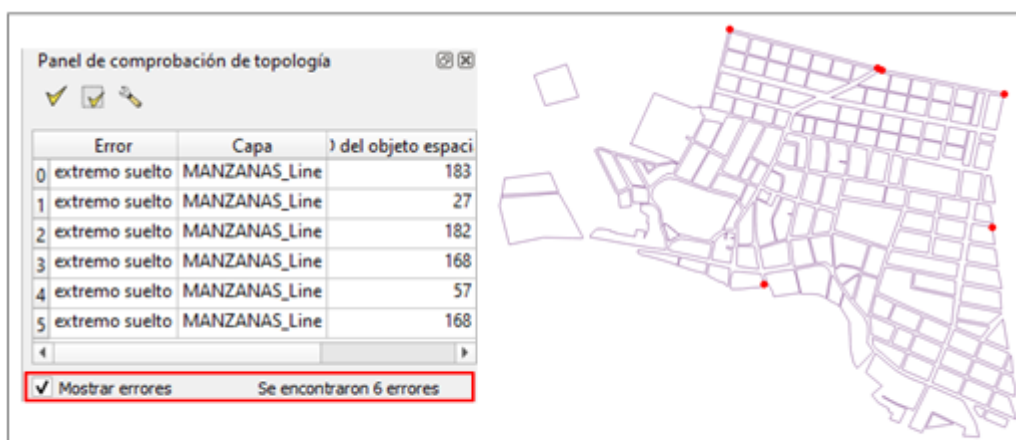 Panel de comprobación de topología
Error Capa ) del objeto espaci
0 extremo suelto MANZANAS_Line 183
1 extremo suelto MANZANAS_Line 27
2 extremo suelto MANZANAS_Line 182
3 extremo suelto MANZANAS_Line 168
4 extremo suelto MANZANAS_Line 57
5 extremo suelto MANZANAS_Line 168
Mostrar errores Se encontraron 6 errores